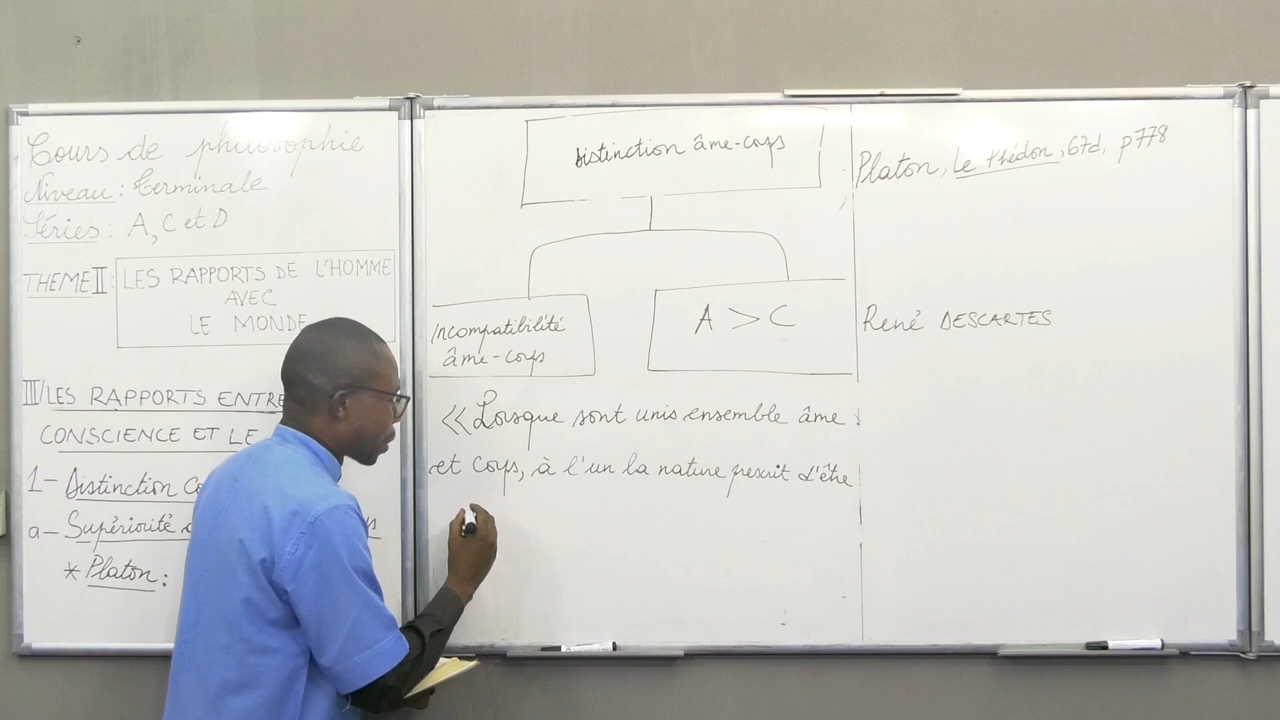 Cours de philosophie
Niveau : Terminale
Séries : A, C et D
THEME II : LES RAPPORTS DE L'HOMME
AVEC
LE MONDE
III/ LES RAPPORTS ENTRE
CONSCIENCE ET LE
1- Distinction
a- Supériorité
* Platon :
Distinction âme-corps
Incompatibilité
âme-corps
A > C
<< Lorsque sont unis ensemble âme
et corps, à l'un la nature prescrit d'être
Platon, Le Phédon, 67d, p778
René DESCARTES